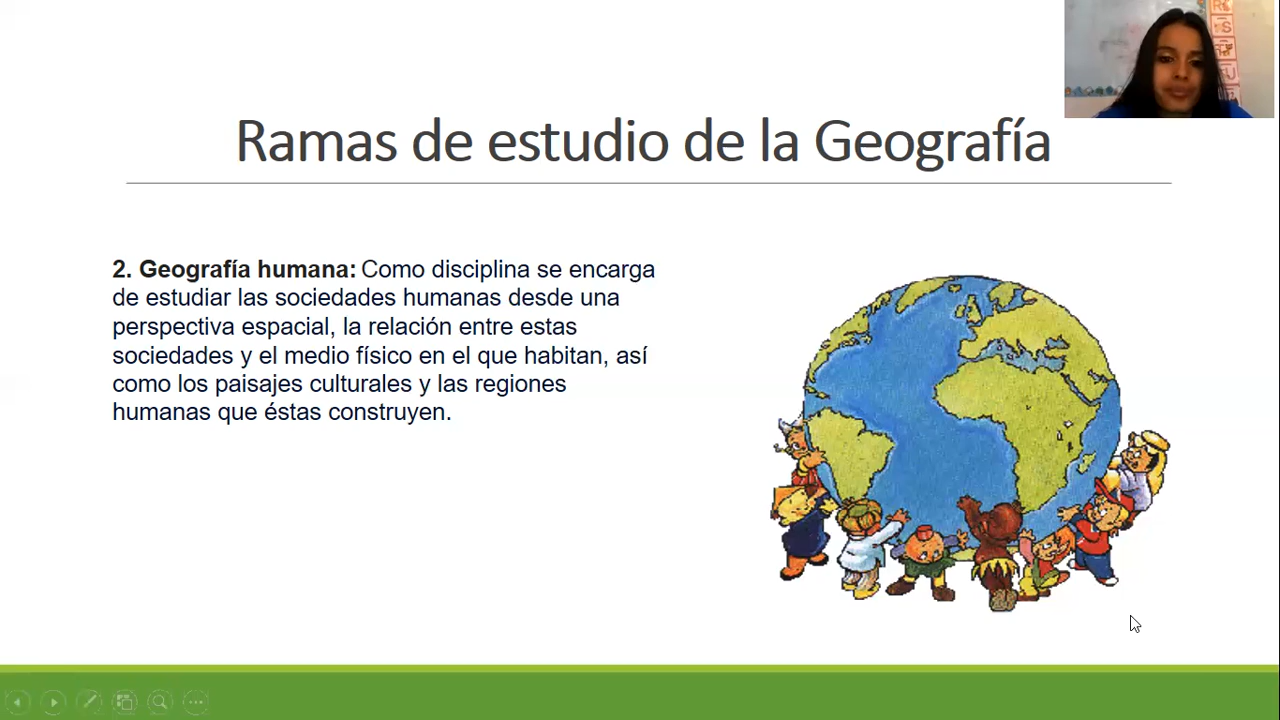 Ramas de estudio de la Geografía
2. Geografía humana: Como disciplina se encarga
de estudiar las sociedades humanas desde una
perspectiva espacial, la relación entre estas
sociedades y el medio físico en el que habitan, así
como los paisajes culturales y las regiones
humanas que éstas construyen.